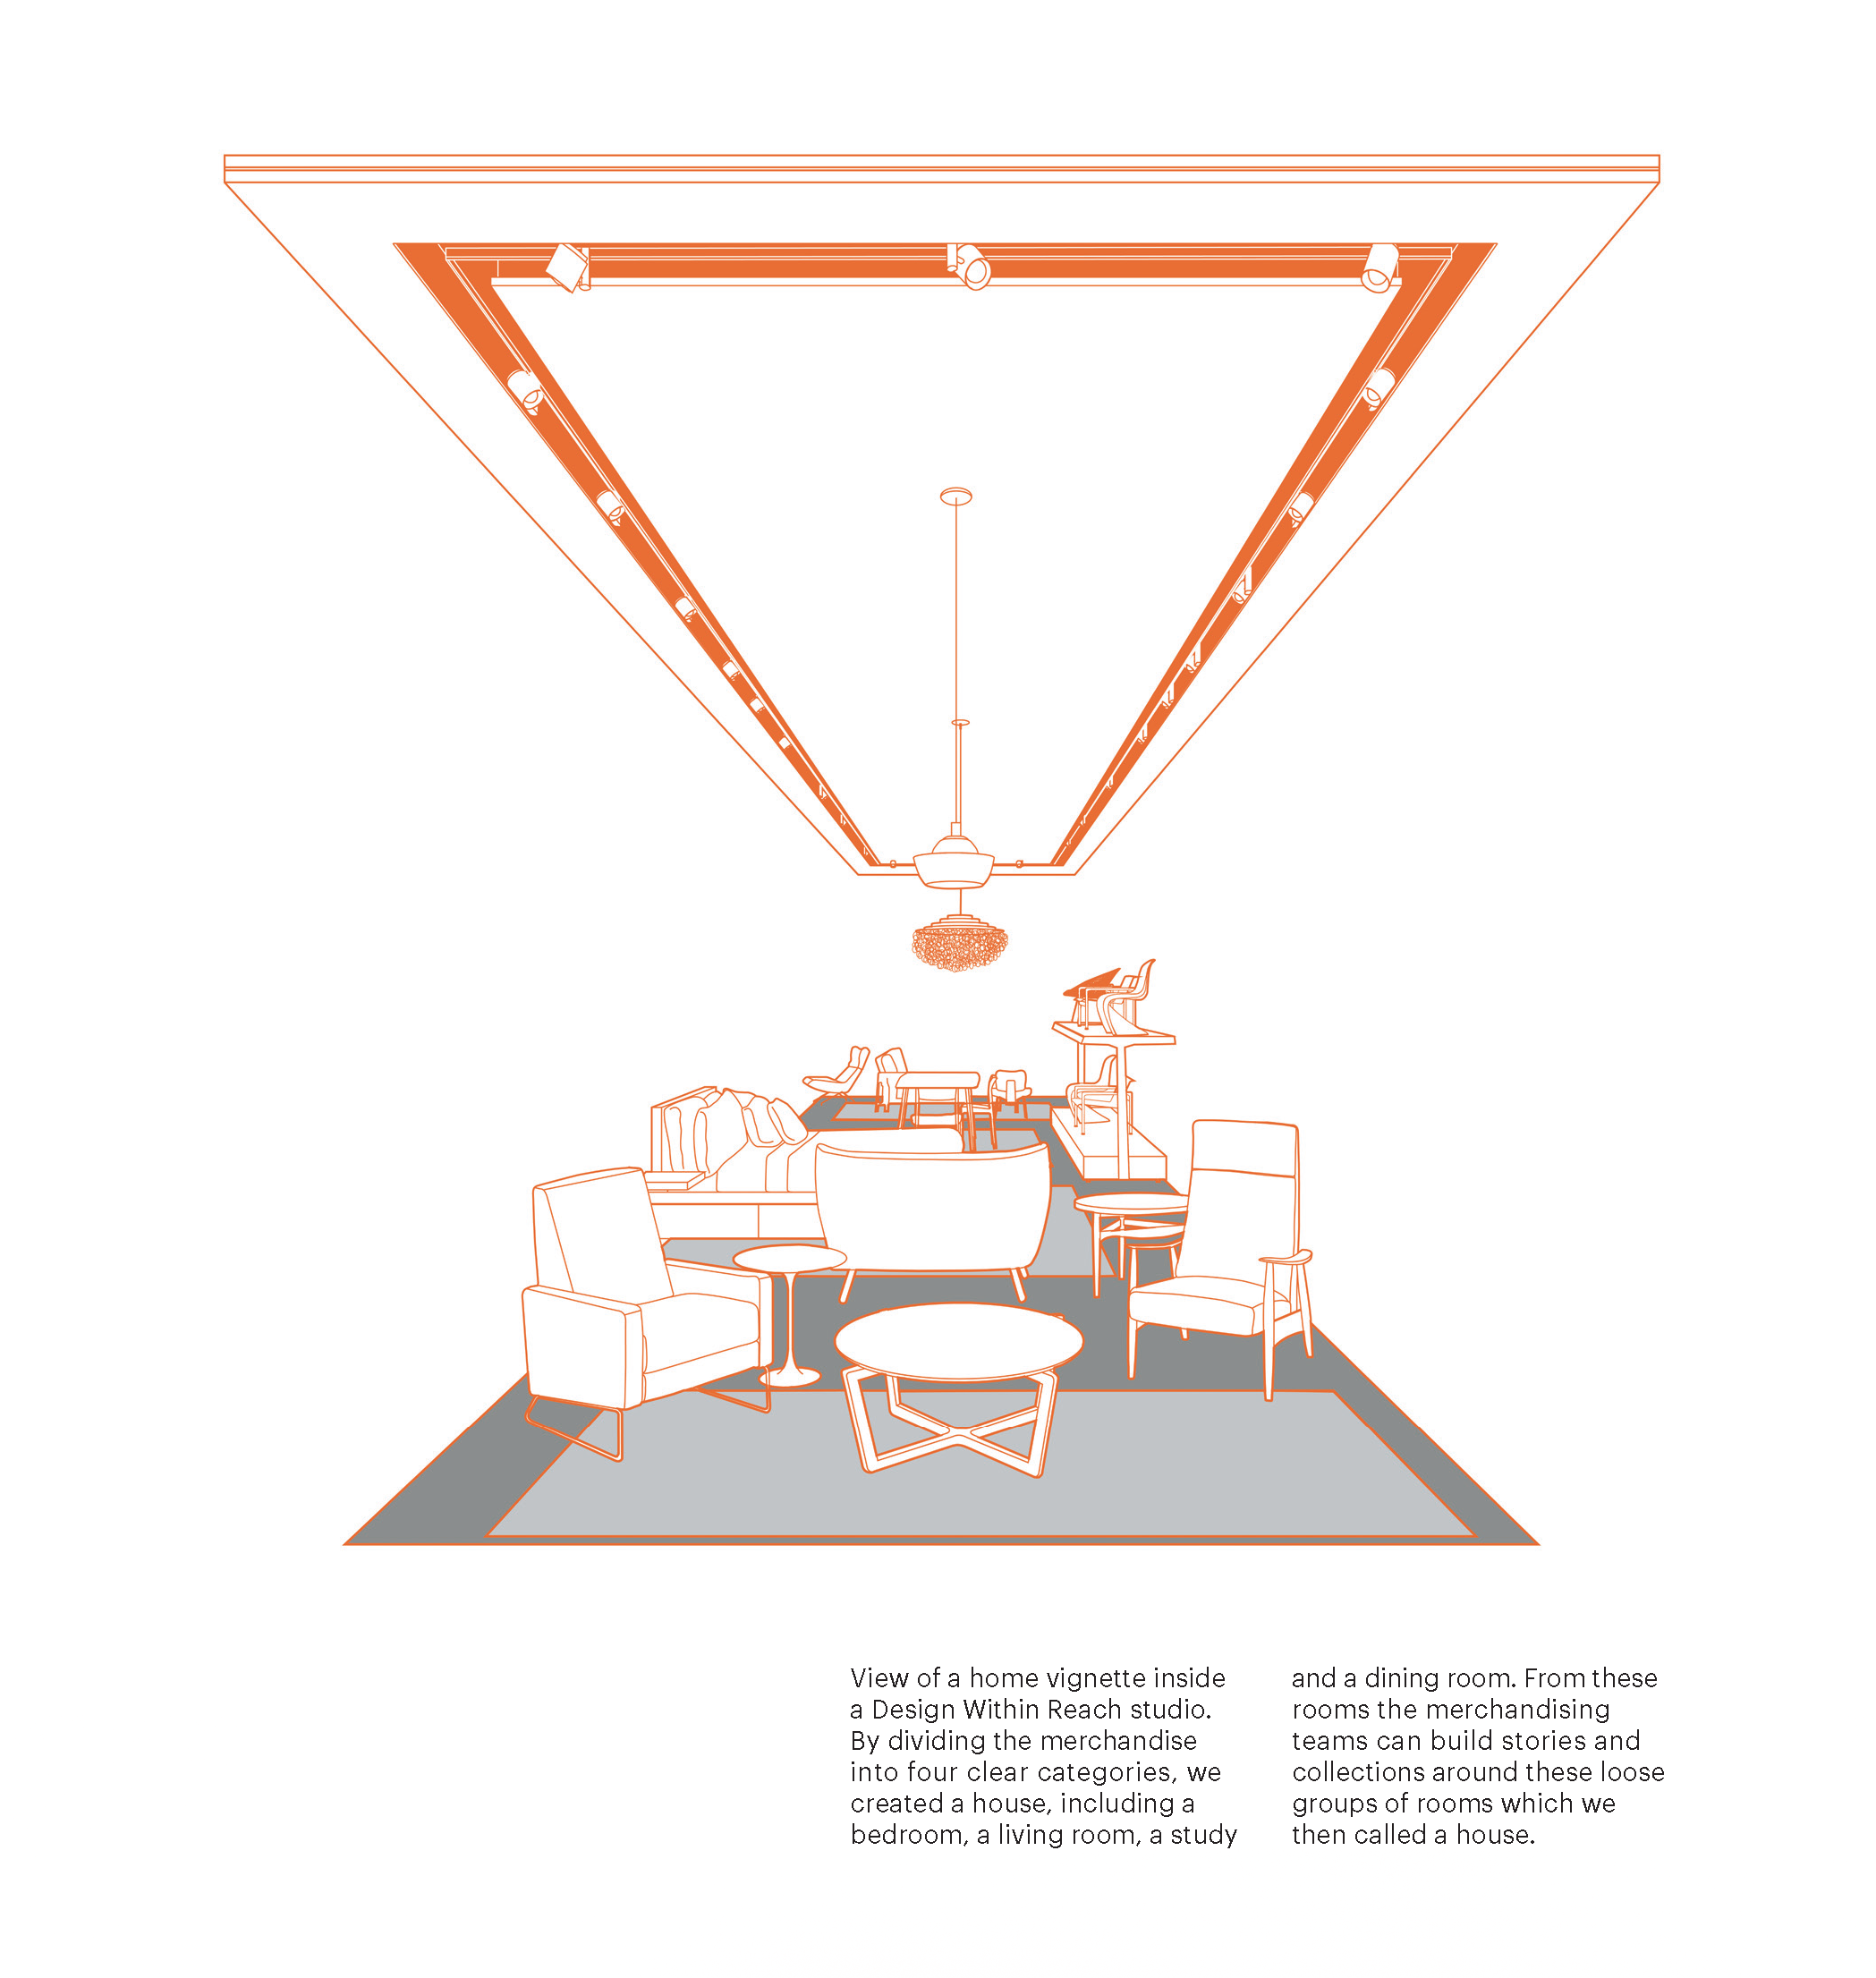 View of a home vignette inside
a Design Within Reach studio.
By dividing the merchandise
into four clear categories, we
created a house, including a
bedroom, a living room, a study
and a dining room. From these
rooms the merchandising
teams can build stories and
collections around these loose
groups of rooms which we
then called a house.